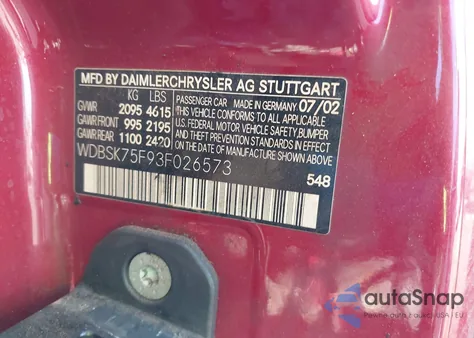 MFD BY DAIMLERCHRYSLER AG STUTTGART
KG LBS PASSENGER CAR MADE IN GERMANY 07/02
GVWR 2095 4615 THIS VEHICLE CONFORMS TO ALL APPLICABLE
GAWR FRONT 995 2195 U.S. FEDERAL MOTOR VEHICLE SAFETY, BUMPER
GAWR REAR 1100 2420 AND THEFT PREVENTION STANDARDS IN EFFECT
ON THE DATE OF MANUFACTURE SHOWN ABOVE.
WDBSK75F93F026573
548
autoSnap